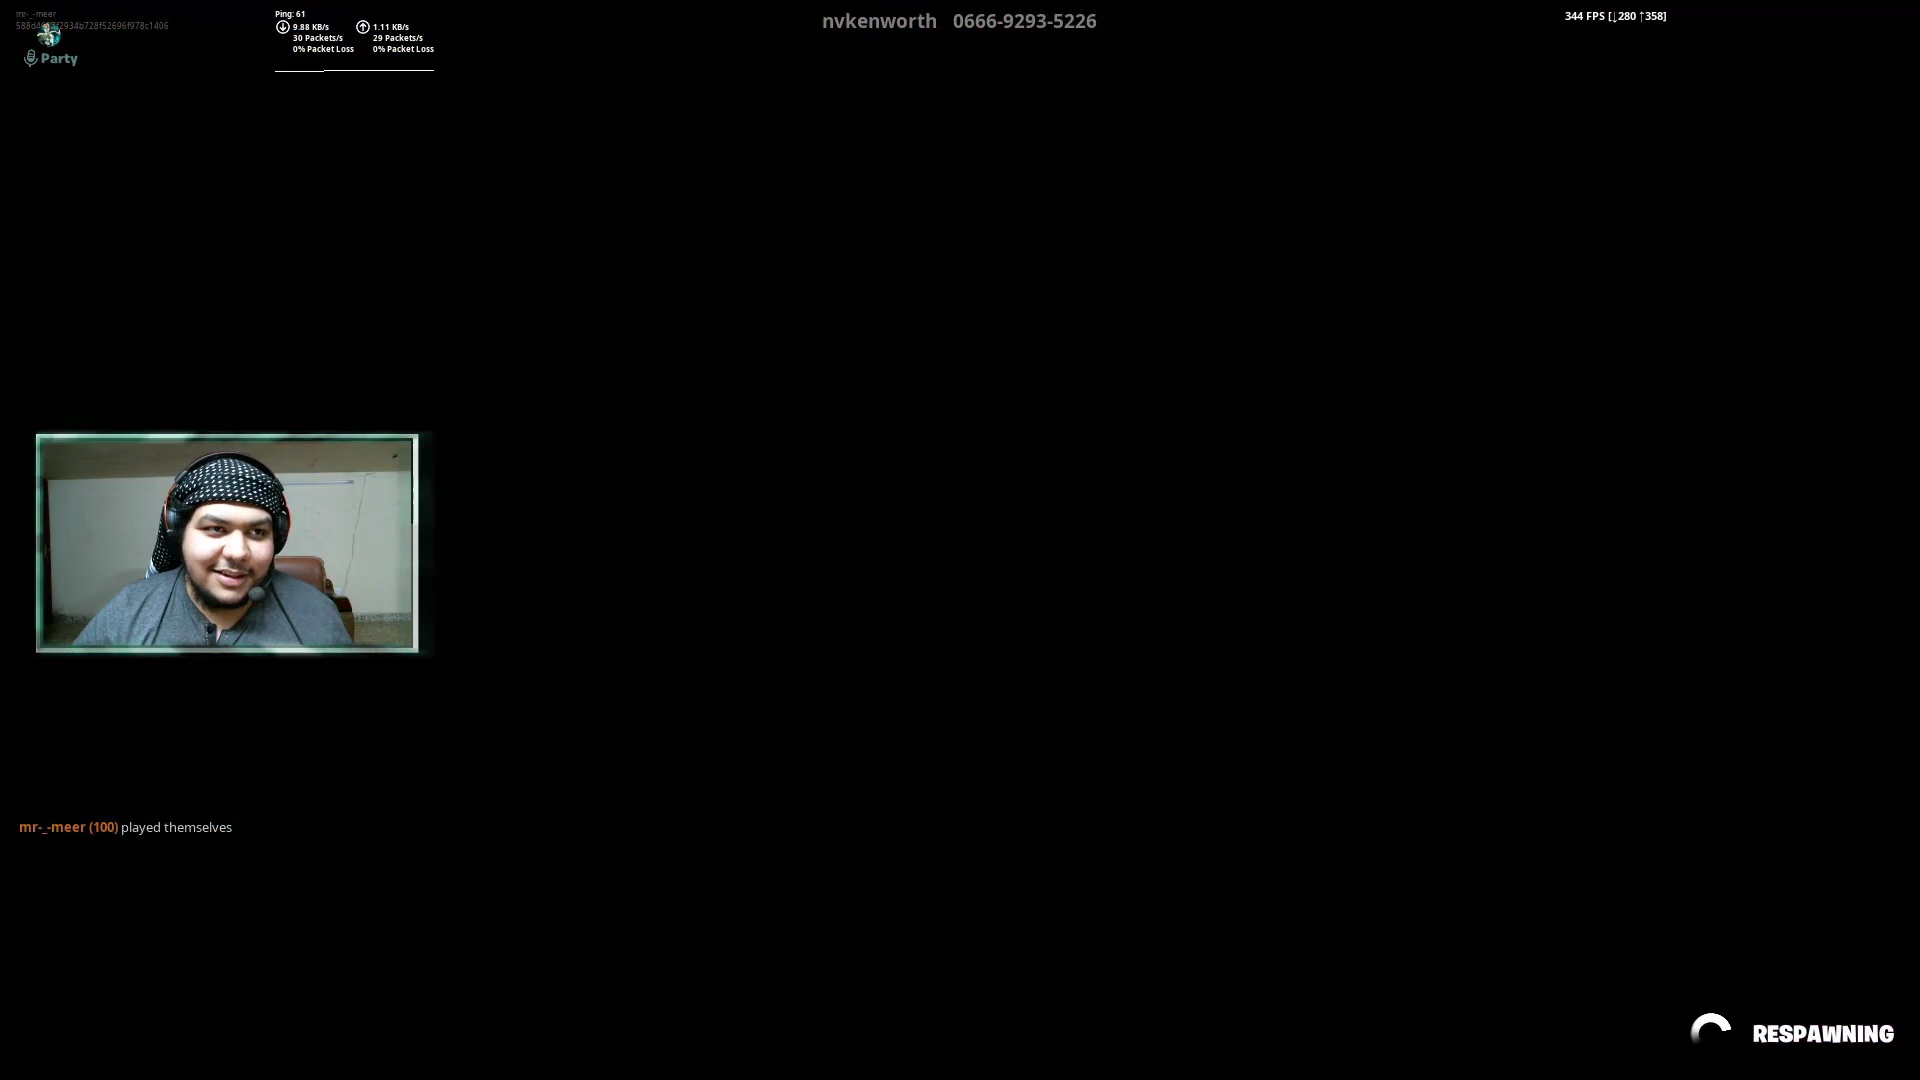 mr-_-meer
Ping: 61
9.88 KB/s 1.11 KB/s
30 Packets/s 29 Packets/s
0% Packet Loss 0% Packet Loss
Party
nvkenworth 0666-9293-5226
344 FPS [↓280 ↑358]
mr-_-meer (100) played themselves
RESPAWNING